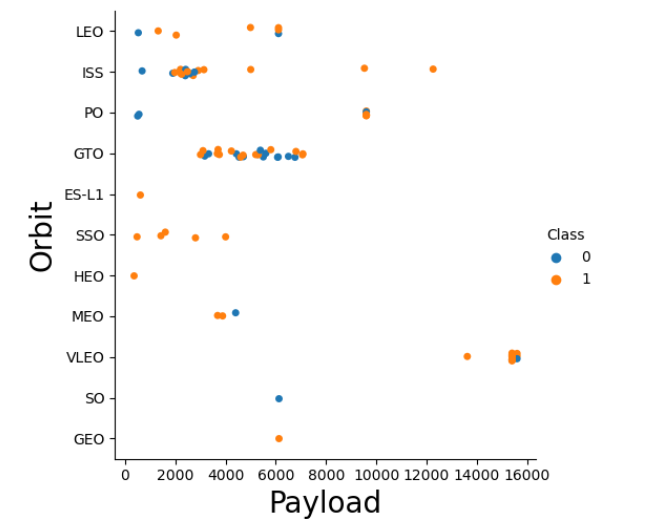 LEO
ISS
PO
GTO
ES-L1
SSO
HEO
MEO
VLEO
SO
GEO
Orbit
0 2000 4000 6000 8000 10000 12000 14000 16000
Payload
Class
0
1